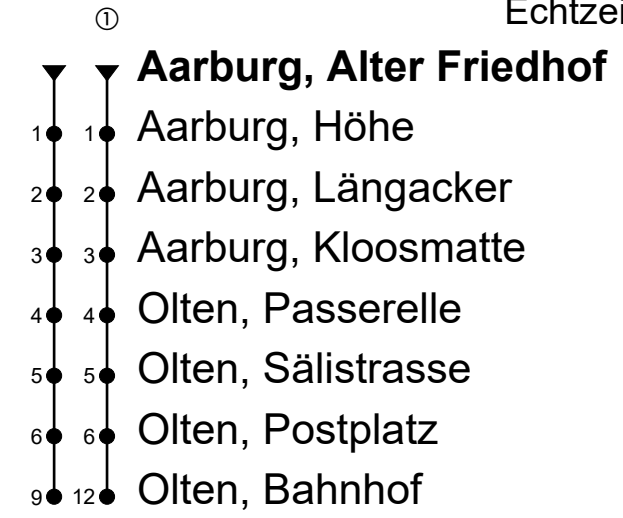 Echtzei
①
Aarburg, Alter Friedhof
1 1 Aarburg, Höhe
2 2 Aarburg, Längacker
3 3 Aarburg, Kloosmatte
4 4 Olten, Passerelle
5 5 Olten, Sälistrasse
6 6 Olten, Postplatz
9 12 Olten, Bahnhof